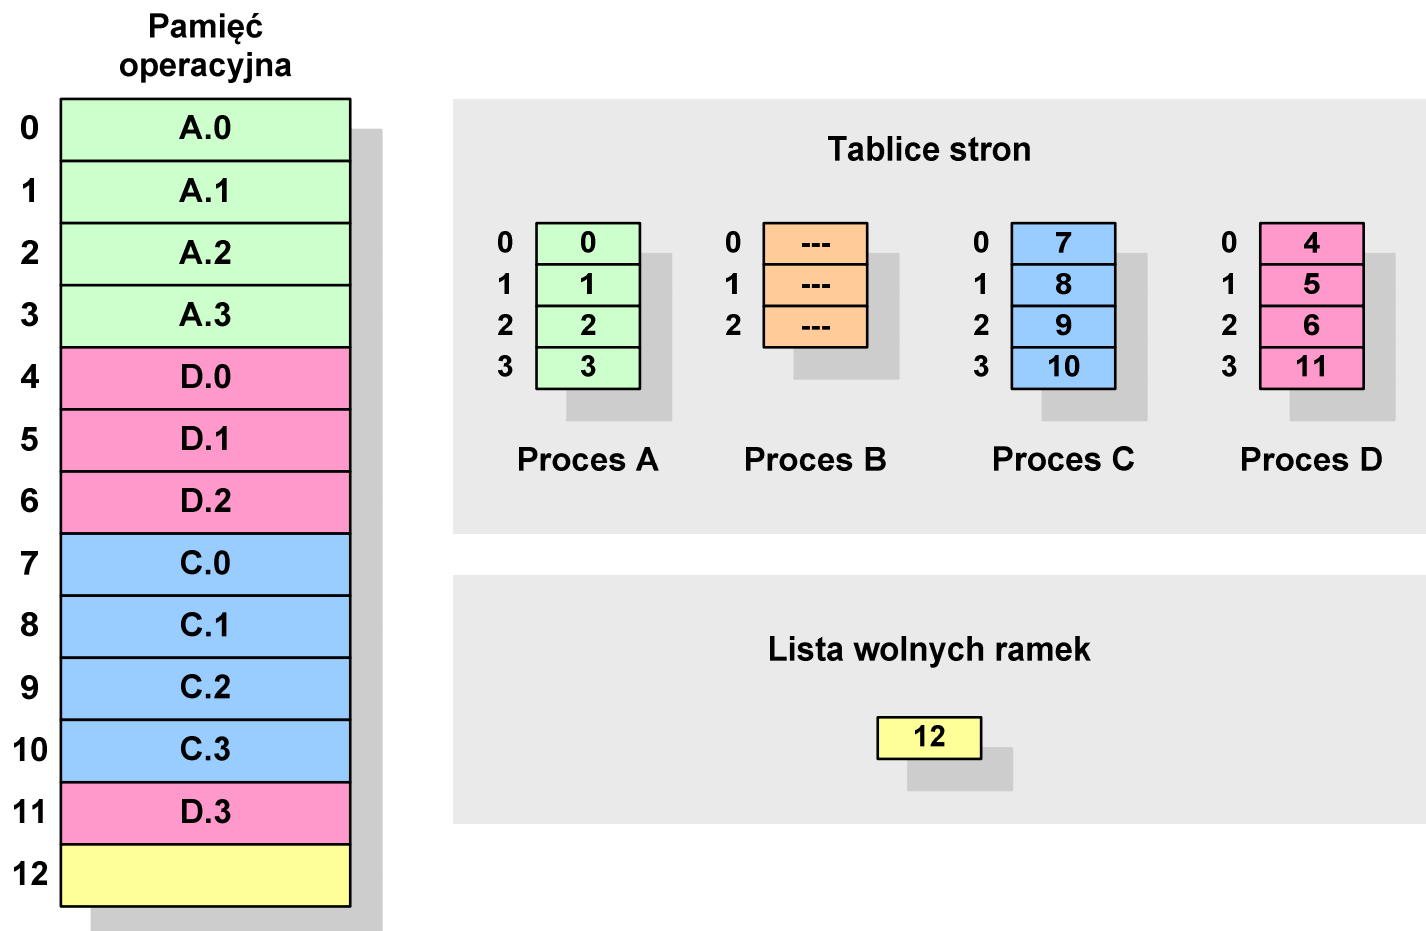 Pamięć
operacyjna
0 A.0
1 A.1
2 A.2
3 A.3
4 D.0
5 D.1
6 D.2
7 C.0
8 C.1
9 C.2
10 C.3
11 D.3
12
Tablice stron
0 0
1 1
2 2
3 3
Proces A
0 ---
1 ---
2 ---
Proces B
0 7
1 8
2 9
3 10
Proces C
0 4
1 5
2 6
3 11
Proces D
Lista wolnych ramek
12